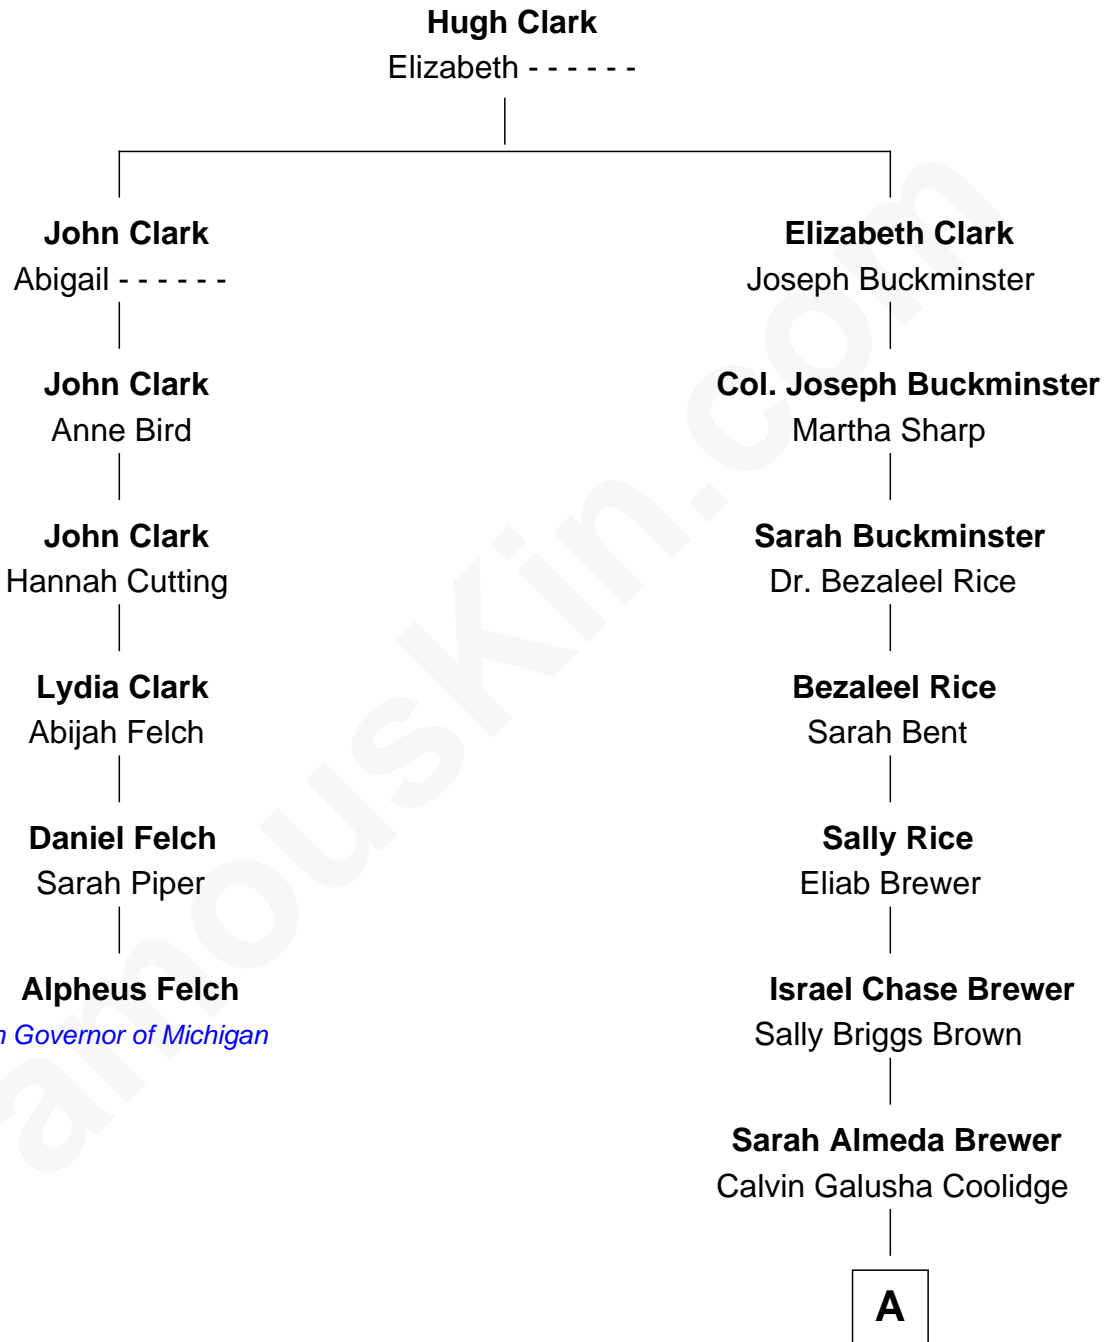 Hugh Clark
Elizabeth - - - - - -
John Clark
Abigail - - - - - -
John Clark
Anne Bird
John Clark
Hannah Cutting
Lydia Clark
Abijah Felch
Daniel Felch
Sarah Piper
Alpheus Felch
Governor of Michigan
Elizabeth Clark
Joseph Buckminster
Col. Joseph Buckminster
Martha Sharp
Sarah Buckminster
Dr. Bezaleel Rice
Bezaleel Rice
Sarah Bent
Sally Rice
Eliab Brewer
Israel Chase Brewer
Sally Briggs Brown
Sarah Almeda Brewer
Calvin Galusha Coolidge
A
amousKin.com